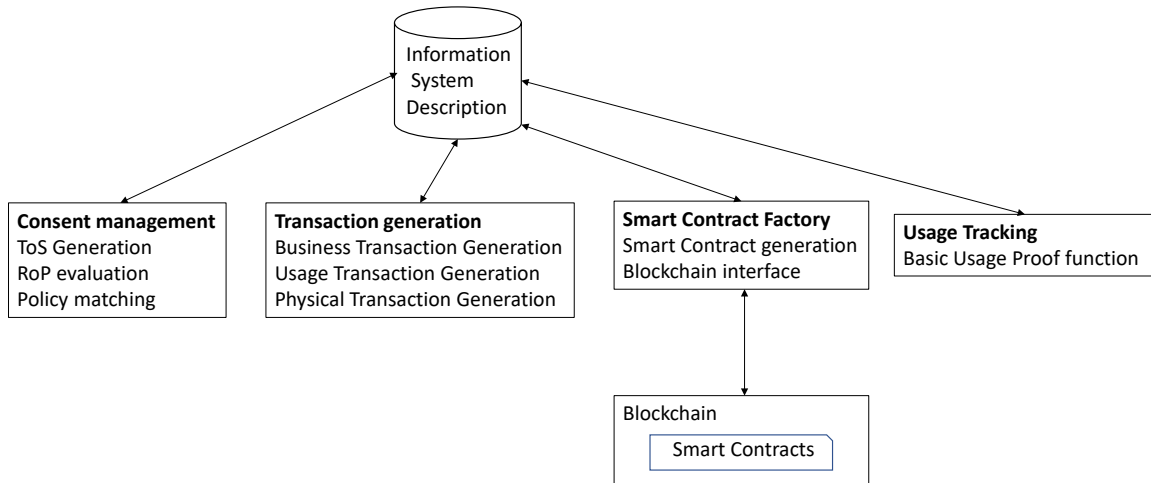 Information
System
Description
Consent management
ToS Generation
RoP evaluation
Policy matching
Transaction generation
Business Transaction Generation
Usage Transaction Generation
Physical Transaction Generation
Smart Contract Factory
Smart Contract generation
Blockchain interface
Usage Tracking
Basic Usage Proof function
Blockchain
Smart Contracts